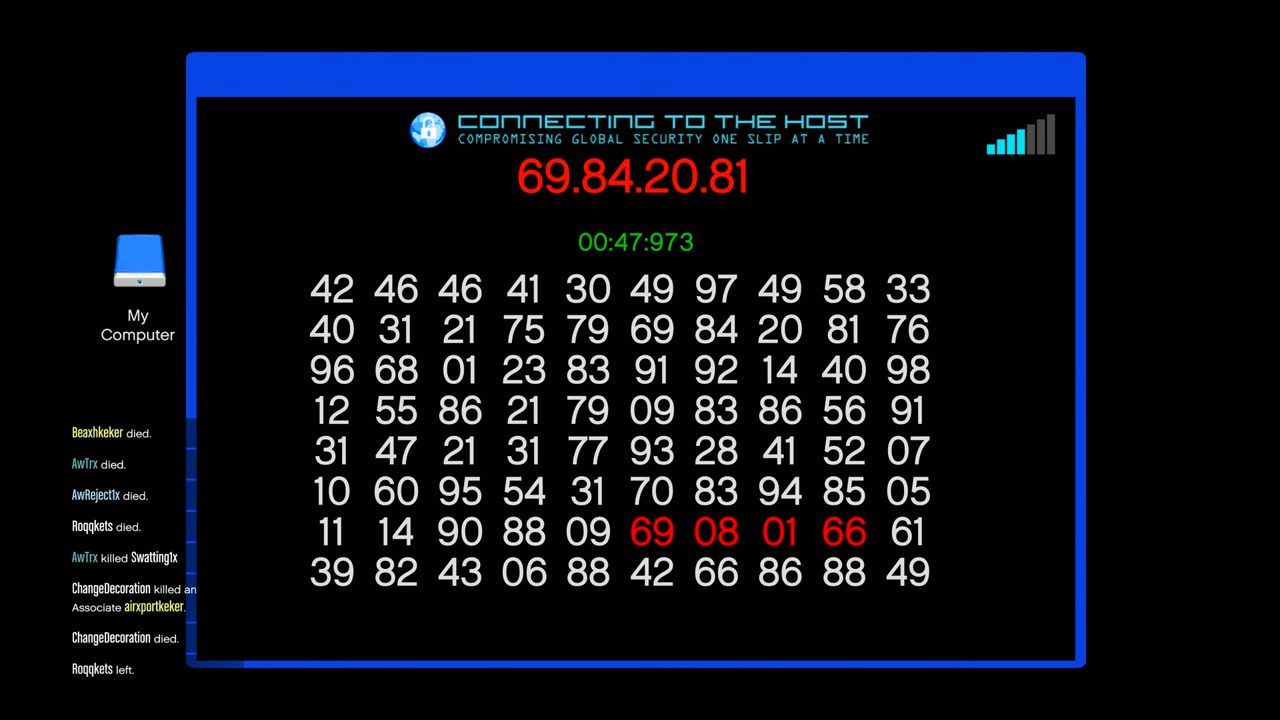 CONNECTING TO THE HOST
COMPROMISING GLOBAL SECURITY ONE SLIP AT A TIME
69.84.20.81
00:47:973
42 46 46 41 30 49 97 49 58 33
40 31 21 75 79 69 84 20 81 76
96 68 01 23 83 91 92 14 40 98
12 55 86 21 79 09 83 86 56 91
31 47 21 31 77 93 28 41 52 07
10 60 95 54 31 70 83 94 85 05
11 14 90 88 09 69 08 01 66 61
39 82 43 06 88 42 66 86 88 49
My
Computer
Beaxhkeker died.
AwTrx died.
AwReject1x died.
Roqqkets died.
AwTrx killed Swatting1x
ChangeDecoration killed an
Associate airxportkeker.
ChangeDecoration died.
Roqqkets left.